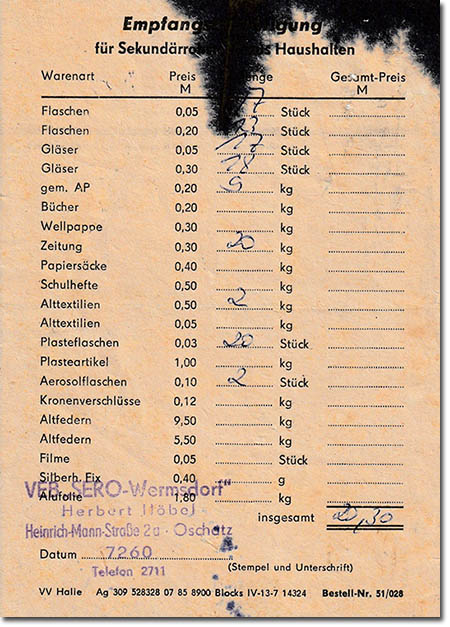 für Sekundärro Haushalten
Warenart Preis M Gesamt-Preis M
Flaschen 0,05 Stück
Flaschen 0,20 Stück
Gläser 0,05 17 Stück
Gläser 0,30 18 Stück
gem. AP 0,20 9 kg
Bücher 0,20 kg
Wellpappe 0,30 kg
Zeitung 0,30 20 kg
Papiersäcke 0,40 kg
Schulhefte 0,50 kg
Alttextilien 0,50 2 kg
Alttextilien 0,05 kg
Plasteflaschen 0,03 20 Stück
Plasteartikel 1,00 kg
Aerosolflaschen 0,10 2 Stück
Kronenverschlüsse 0,12 kg
Altfedern 9,50 kg
Altfedern 5,50 kg
Filme 0,05 Stück
Silberh. Fix 0,40 g
Alufolie 1,80 kg
VEB „SERO-Wermsdorf"
Herbert Höbel
Heinrich-Mann-Straße 2a · Oschatz
7260
Telefon 2711
insgesamt 20,30
Datum
(Stempel und Unterschrift)
VV Halle Ag 309 528328 07 85 8900 Blocks IV-13-7 14324 Bestell-Nr. 51/028